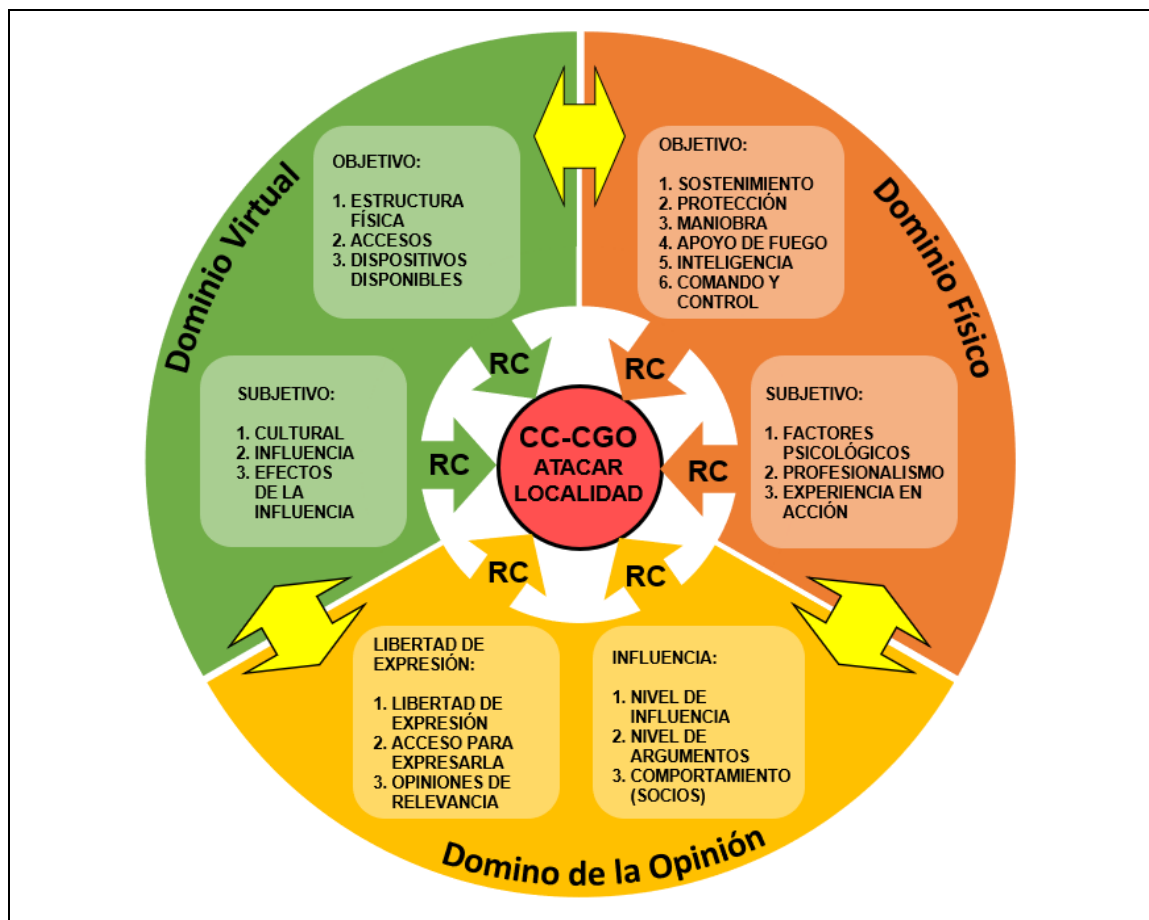 Dominio Virtual
OBJETIVO:
1. ESTRUCTURA
FÍSICA
2. ACCESOS
3. DISPOSITIVOS
DISPONIBLES
SUBJETIVO:
1. CULTURAL
2. INFLUENCIA
3. EFECTOS
DE LA
INFLUENCIA
Dominio Físico
OBJETIVO:
1. SOSTENIMIENTO
2. PROTECCIÓN
3. MANIOBRA
4. APOYO DE FUEGO
5. INTELIGENCIA
6. COMANDO Y
CONTROL
SUBJETIVO:
1. FACTORES
PSICOLÓGICOS
2. PROFESIONALISMO
3. EXPERIENCIA EN
ACCIÓN
RC
RC
RC
RC
RC
RC
CC-CGO
ATACAR
LOCALIDAD
LIBERTAD DE
EXPRESIÓN:
1. LIBERTAD DE
EXPRESIÓN
2. ACCESO PARA
EXPRESARLA
3. OPINIONES DE
RELEVANCIA
INFLUENCIA:
1. NIVEL DE
INFLUENCIA
2. NIVEL DE
ARGUMENTOS
3. COMPORTAMIENTO
(SOCIOS)
Domino de la Opinión